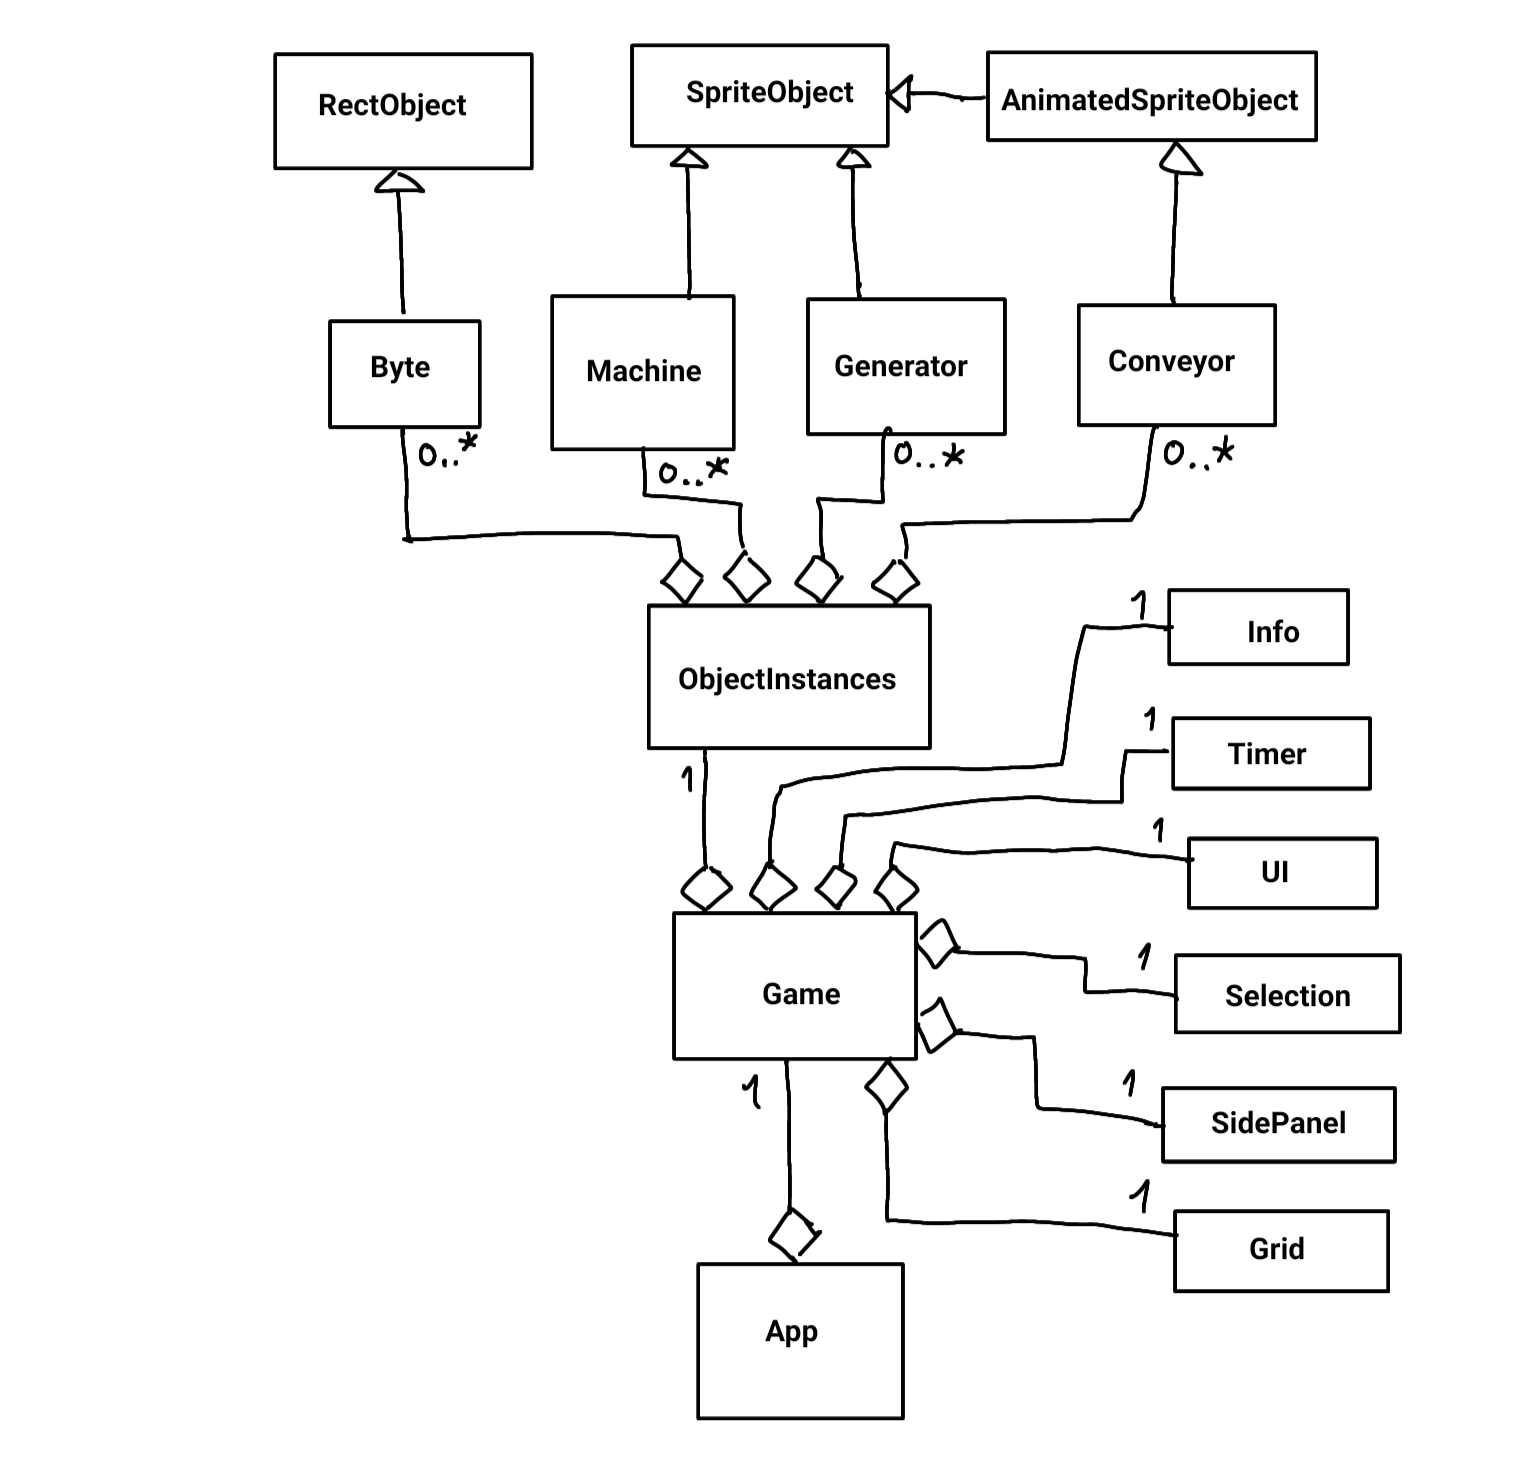 RectObject
SpriteObject
AnimatedSpriteObject
Byte
Machine
Generator
Conveyor
0..*
0..*
0..*
0..*
ObjectInstances
1
Info
1
1
Timer
1
UI
Game
1
Selection
1
1
SidePanel
1
Grid
App